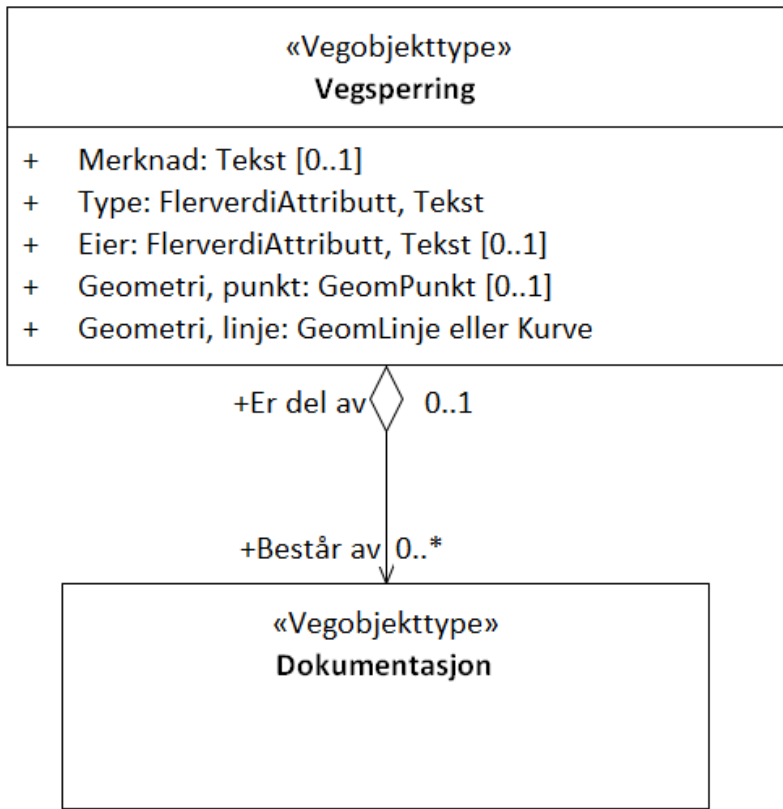 «Vegobjekttype»
Vegsperring
+ Merknad: Tekst [0..1]
+ Type: FlerverdiAttributt, Tekst
+ Eier: FlerverdiAttributt, Tekst [0..1]
+ Geometri, punkt: GeomPunkt [0..1]
+ Geometri, linje: GeomLinje eller Kurve
+Er del av 0..1
+Består av 0..*
«Vegobjekttype»
Dokumentasjon